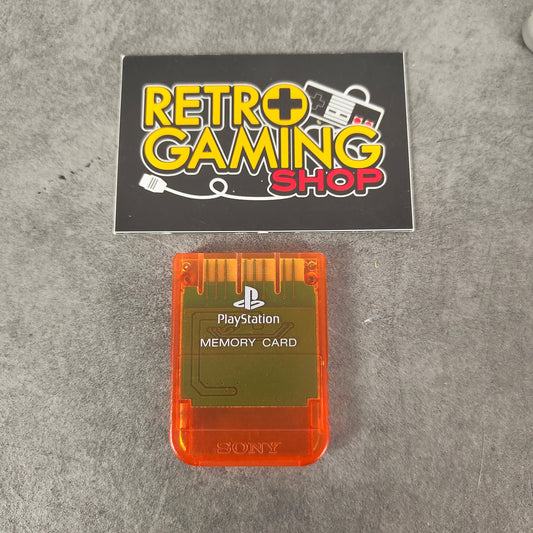 RETRO
GAMING
SHOP
PlayStation
MEMORY CARD
SONY